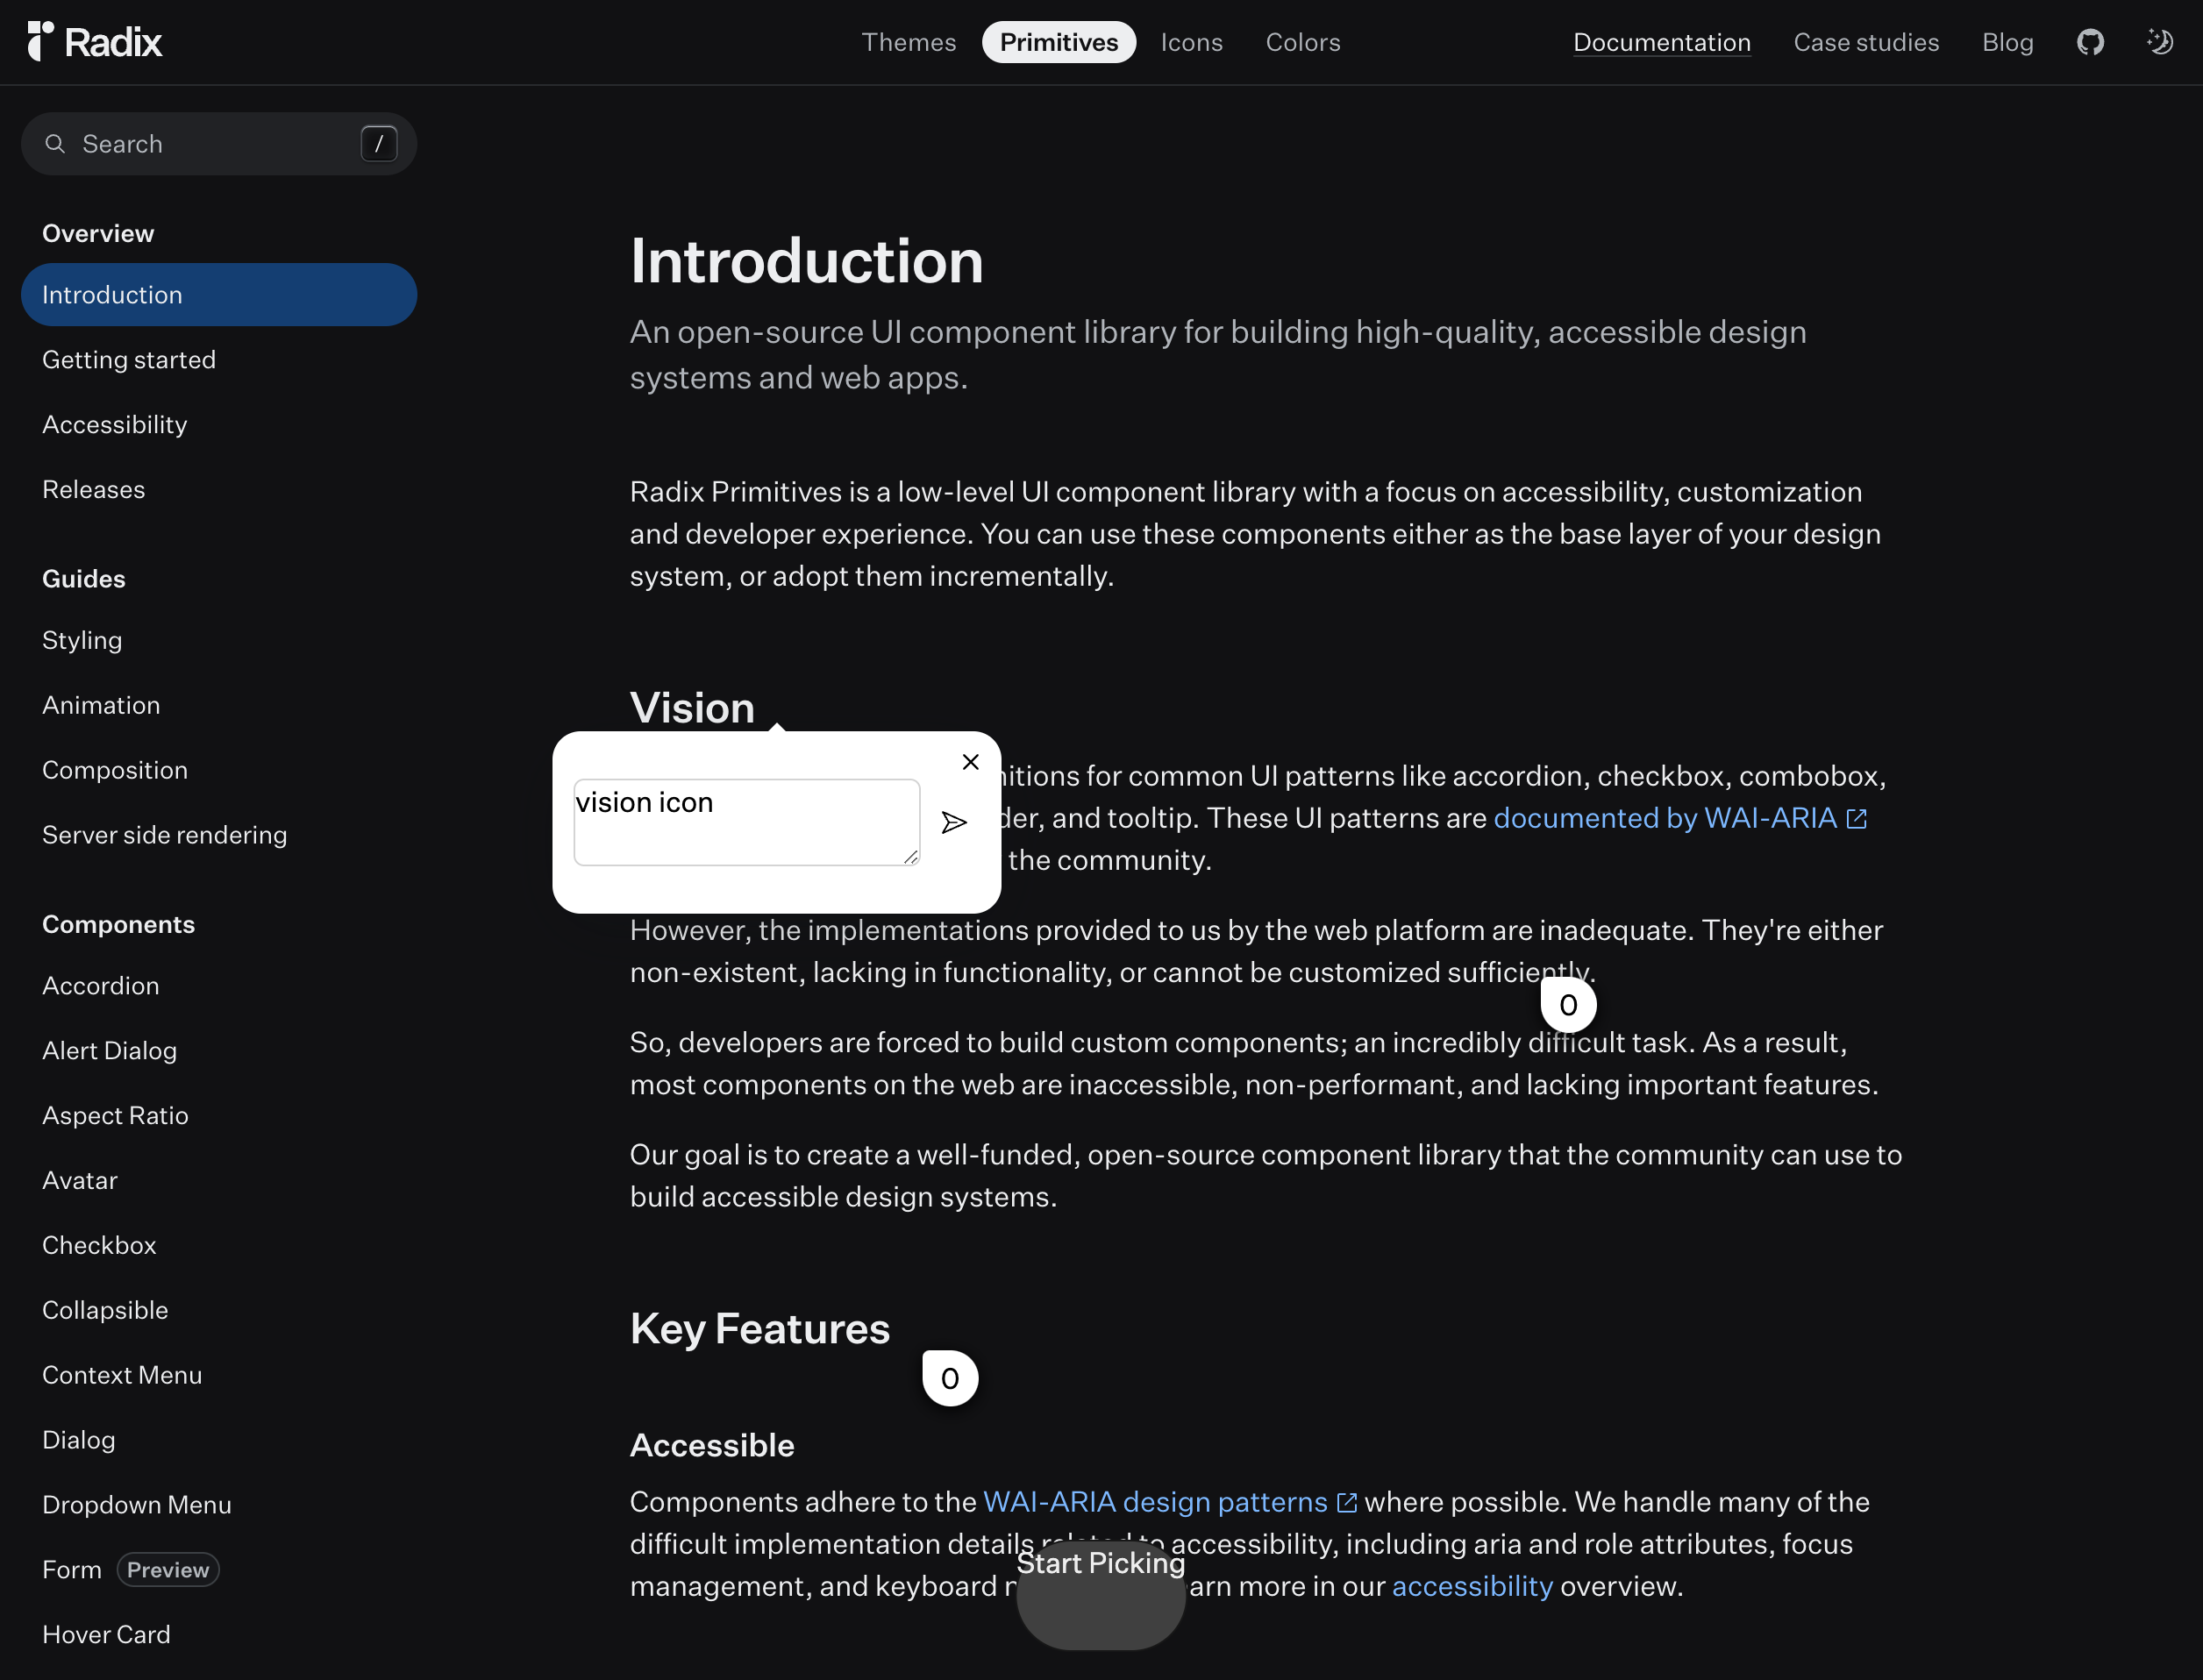 Radix
Themes
Primitives
Icons
Colors
Documentation
Case studies
Blog
Search
/
Overview
Introduction
Getting started
Accessibility
Releases
Guides
Styling
Animation
Composition
Server side rendering
Components
Accordion
Alert Dialog
Aspect Ratio
Avatar
Checkbox
Collapsible
Context Menu
Dialog
Dropdown Menu
Form Preview
Hover Card
Introduction
An open-source UI component library for building high-quality, accessible design
systems and web apps.
Radix Primitives is a low-level UI component library with a focus on accessibility, customization
and developer experience. You can use these components either as the base layer of your design
system, or adopt them incrementally.
Vision
vision icon
for common UI patterns like accordion, checkbox, combobox,
and tooltip. These UI patterns are documented by WAI-ARIA
the community.
However, the implementations provided to us by the web platform are inadequate. They're either
non-existent, lacking in functionality, or cannot be customized sufficiently.
0
So, developers are forced to build custom components; an incredibly difficult task. As a result,
most components on the web are inaccessible, non-performant, and lacking important features.
Our goal is to create a well-funded, open-source component library that the community can use to
build accessible design systems.
Key Features
0
Accessible
Components adhere to the WAI-ARIA design patterns where possible. We handle many of the
difficult implementation details related to accessibility, including aria and role attributes, focus
Start Picking
management, and keyboard more in our accessibility overview.